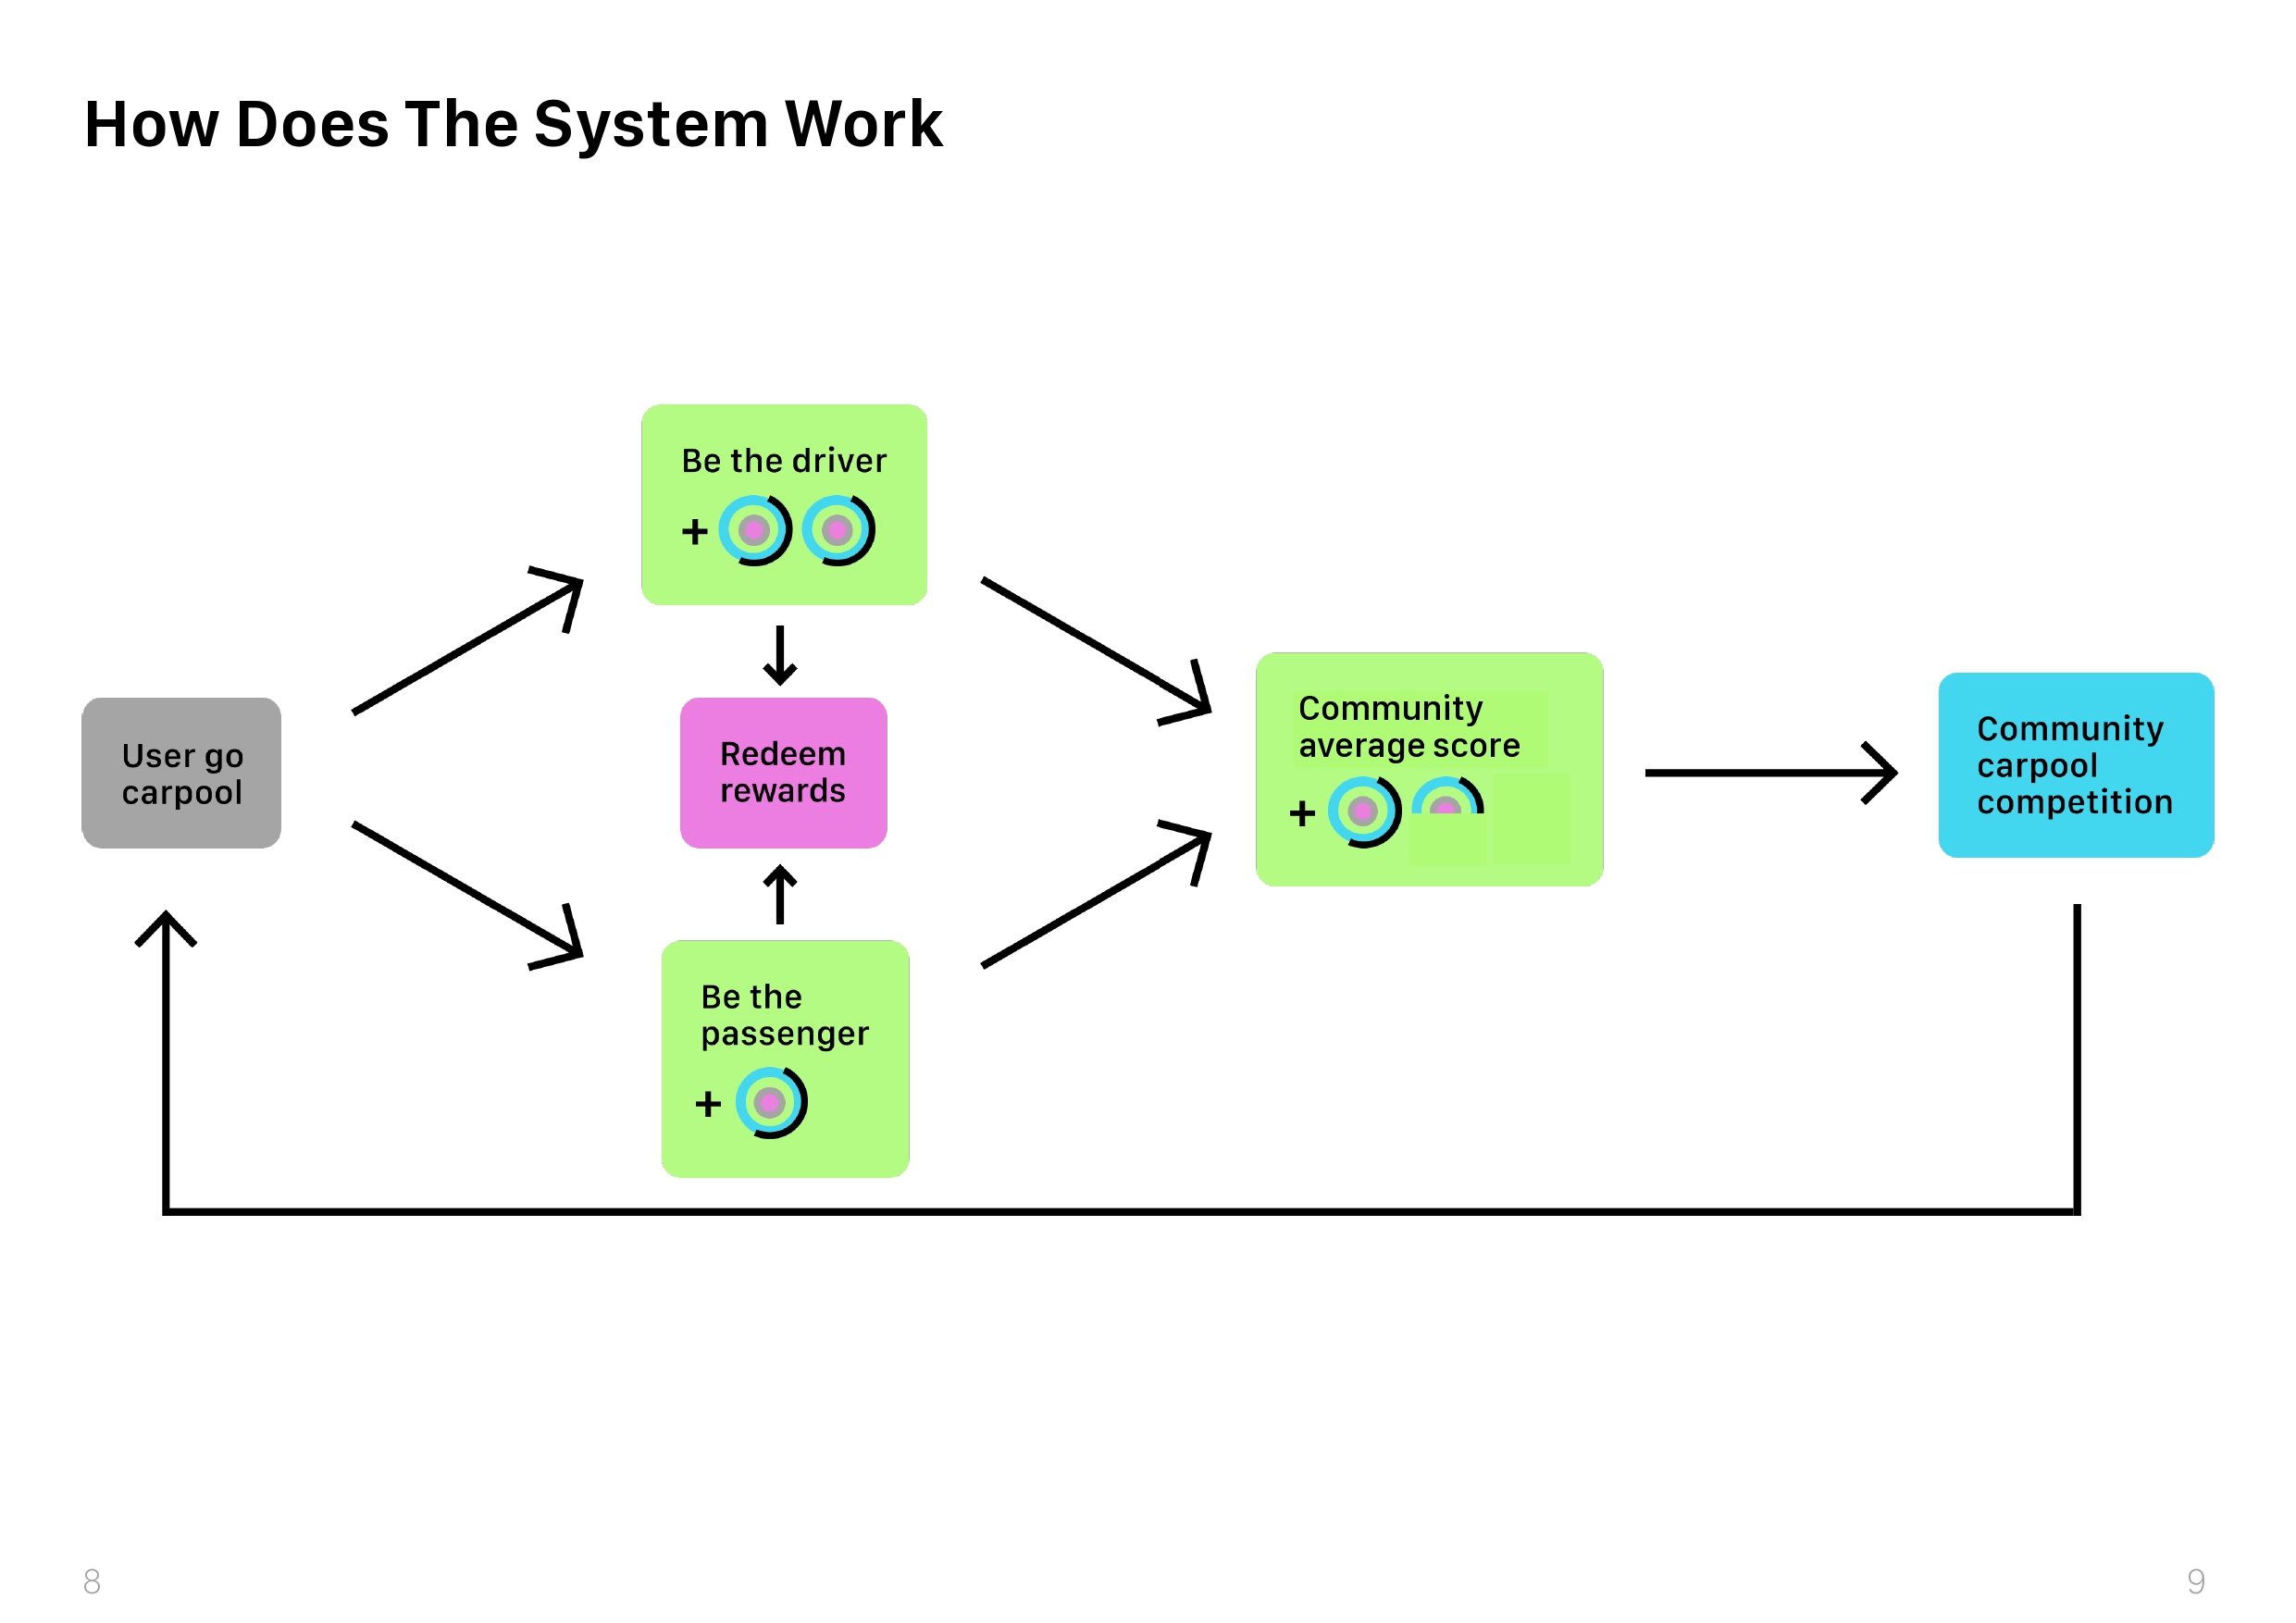 How Does The System Work
Be the driver
+
User go
carpool
Redeem
rewards
Be the
passenger
+
Community
average score
+
Community
carpool
competition
8
9